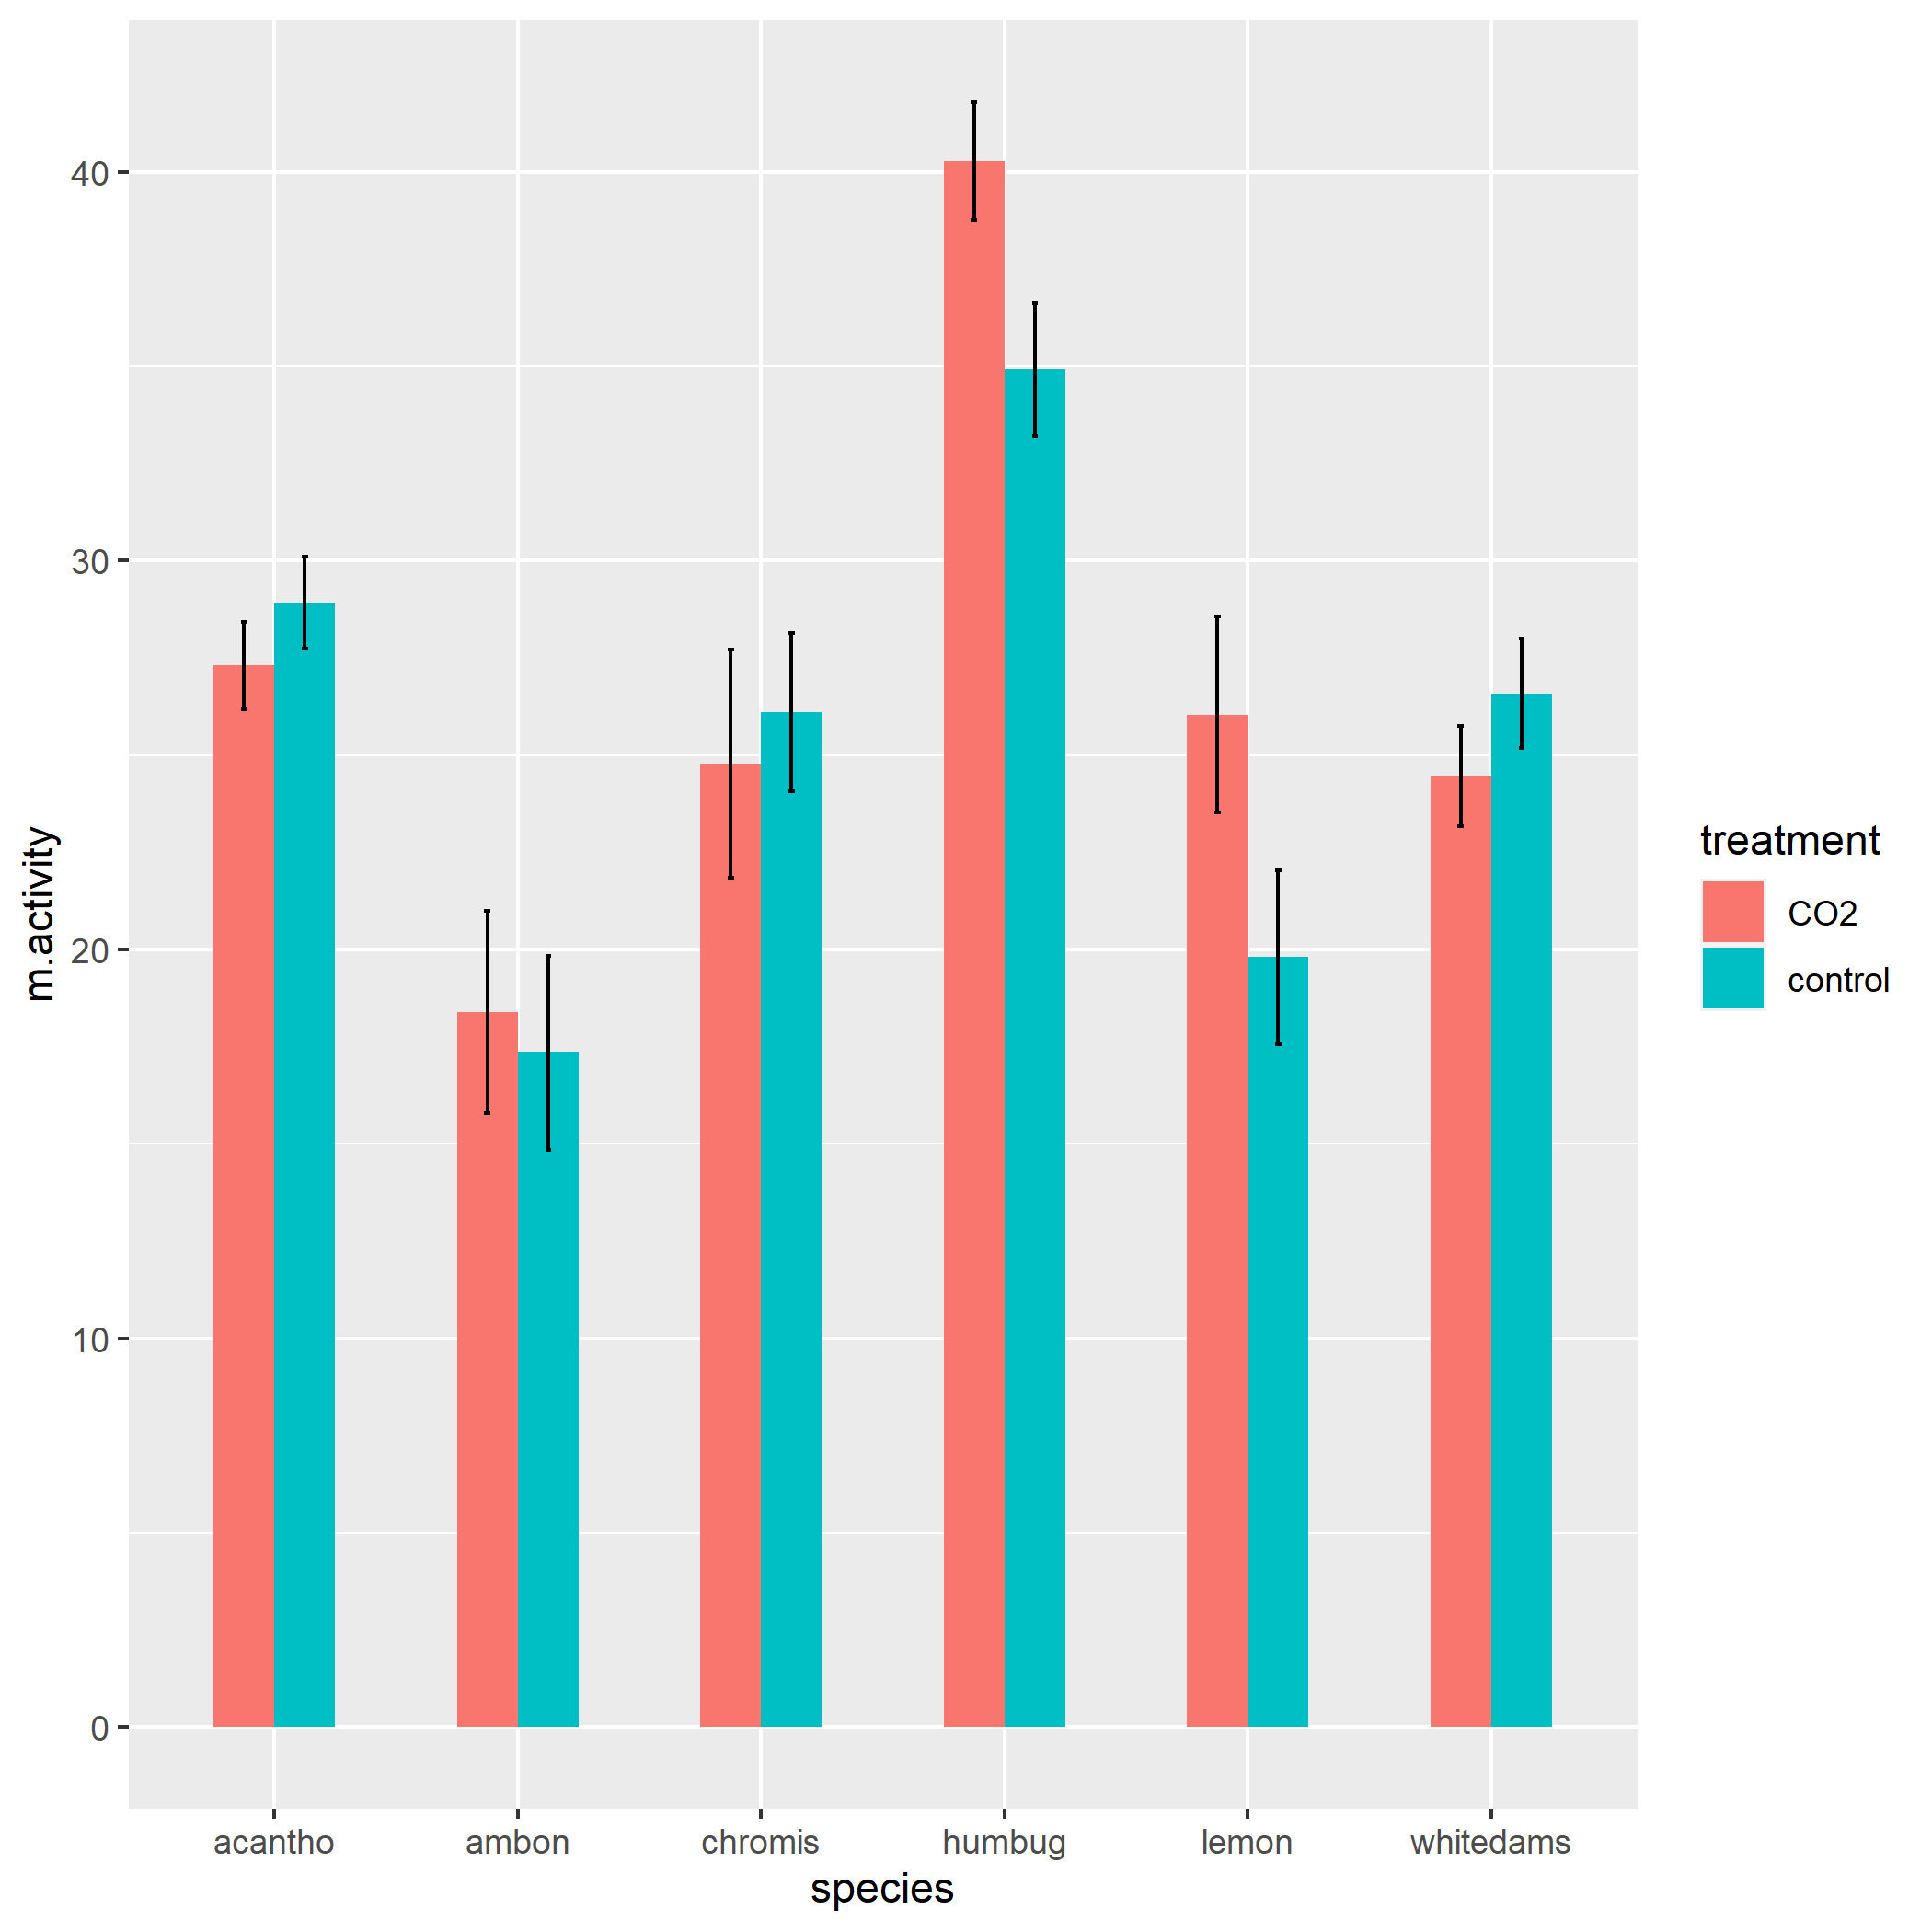 m.activity
40
30
20
10
0
acantho ambon chromis humbug lemon whitedams
species
treatment
CO2
control